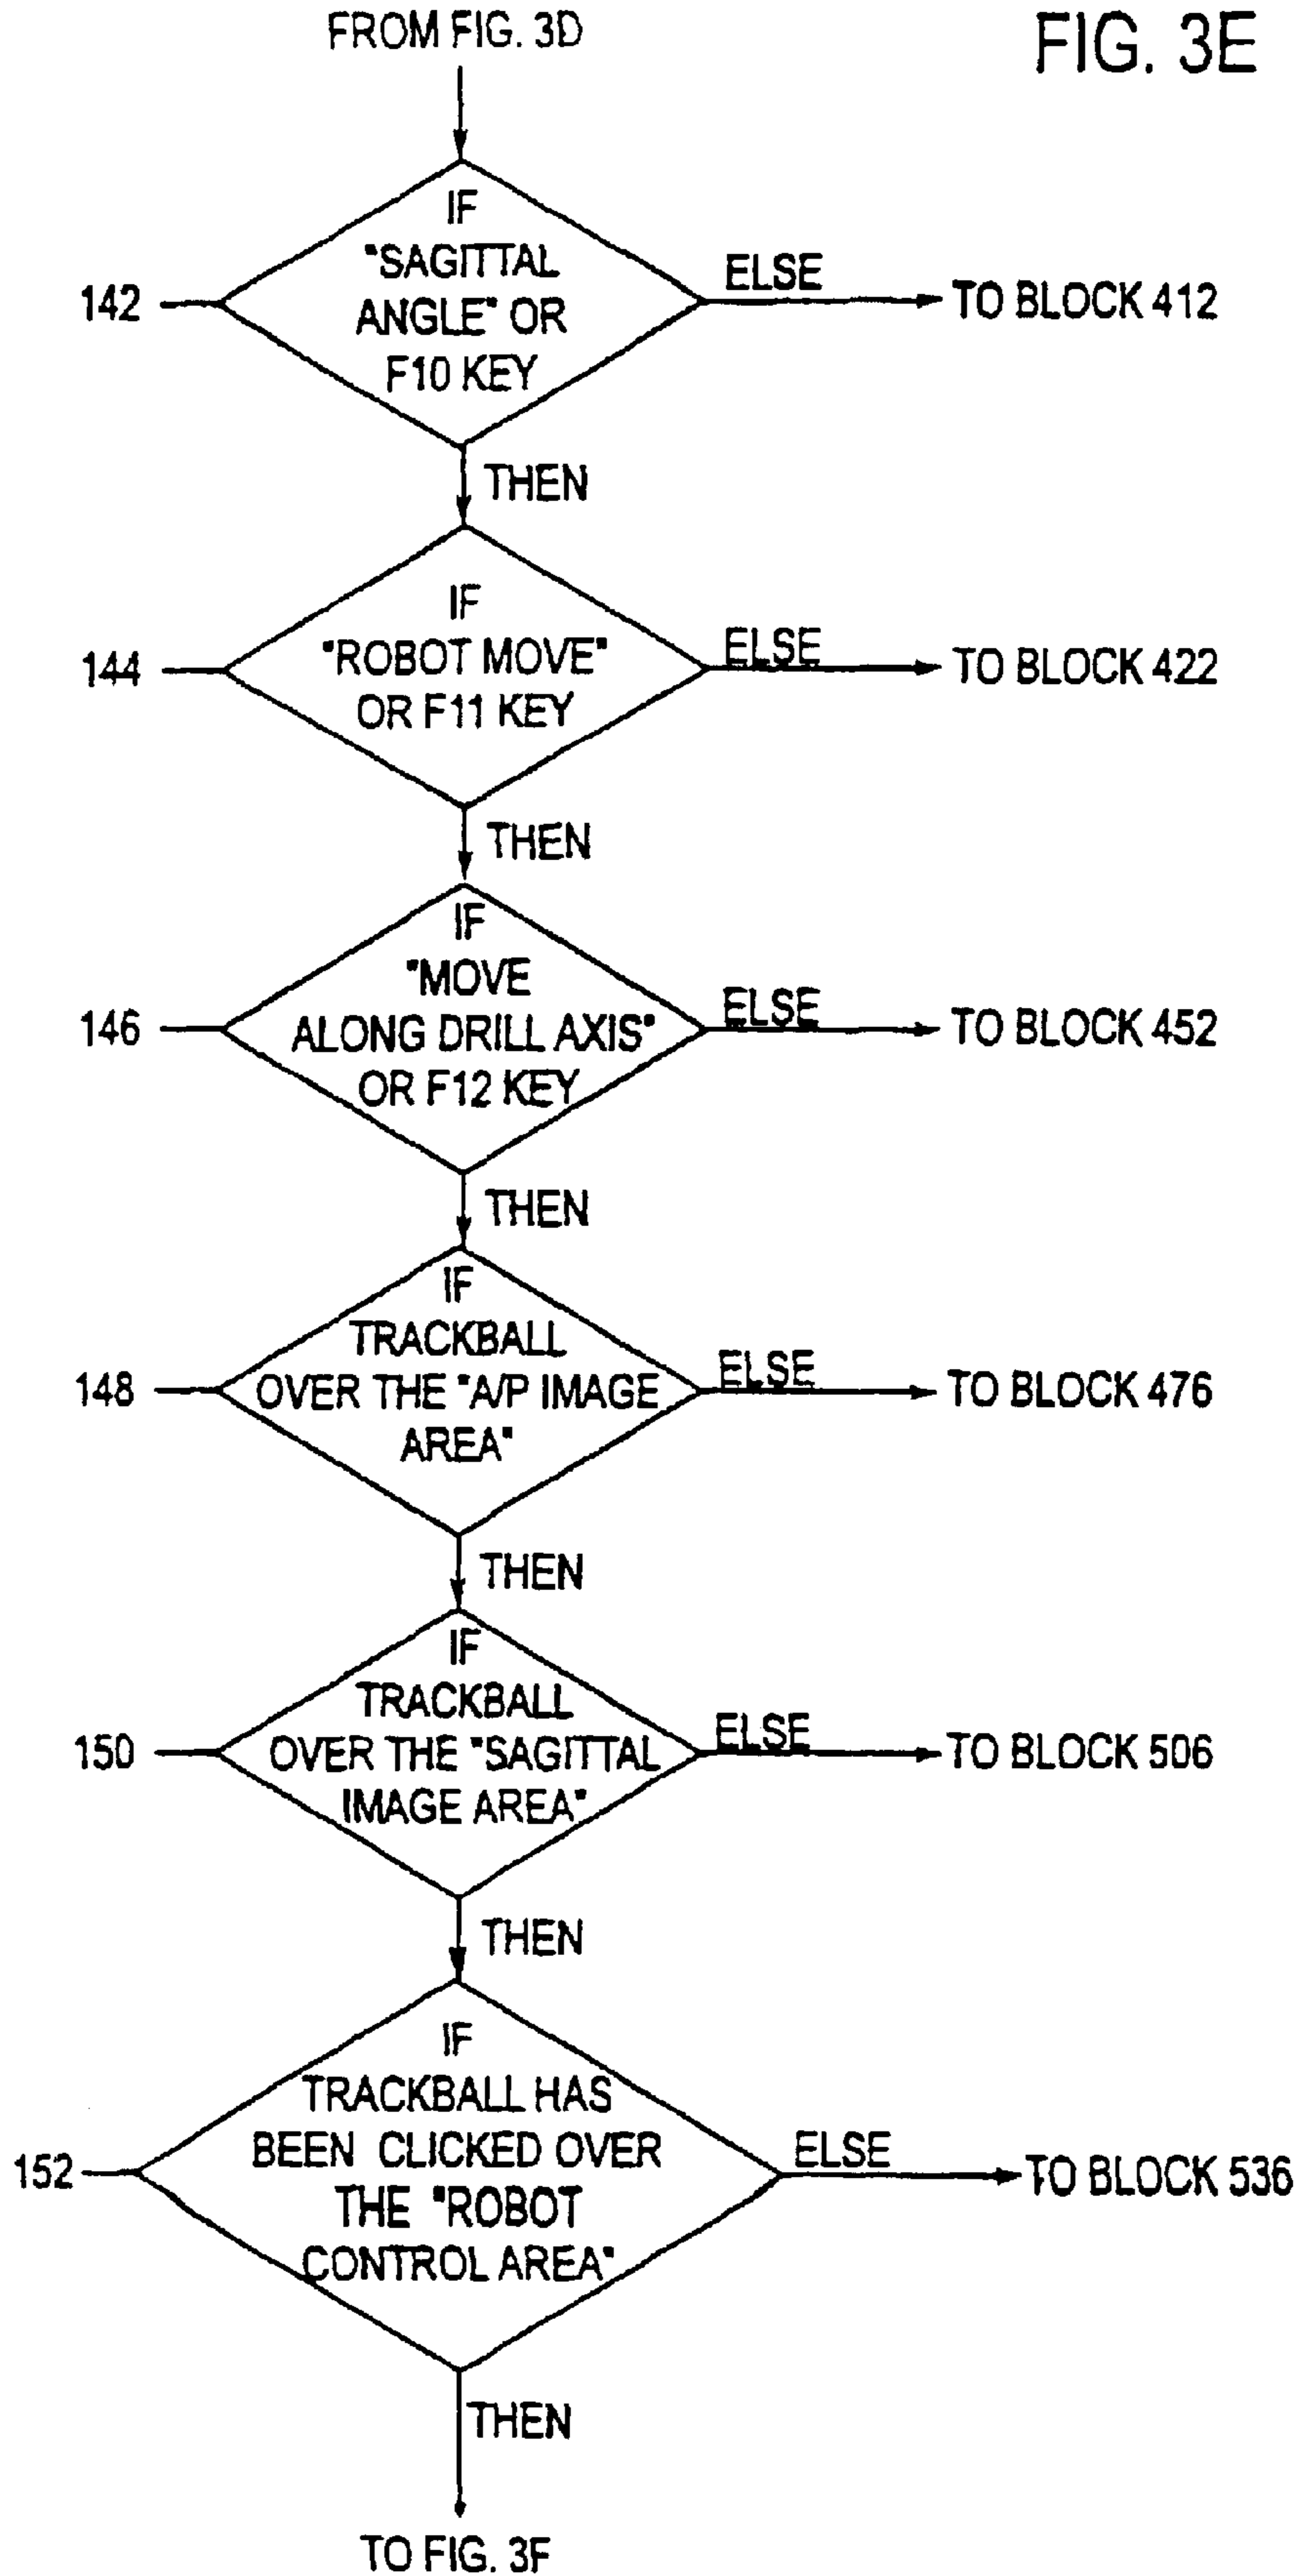 FROM FIG. 3D
FIG. 3E
142
IF
"SAGITTAL
ANGLE" OR
F10 KEY
ELSE
TO BLOCK 412
THEN
144
IF
"ROBOT MOVE"
OR F11 KEY
ELSE
TO BLOCK 422
THEN
146
IF
"MOVE
ALONG DRILL AXIS"
OR F12 KEY
ELSE
TO BLOCK 452
THEN
148
IF
TRACKBALL
OVER THE "A/P IMAGE
AREA"
ELSE
TO BLOCK 476
THEN
150
IF
TRACKBALL
OVER THE "SAGITTAL
IMAGE AREA"
ELSE
TO BLOCK 506
THEN
152
IF
TRACKBALL HAS
BEEN CLICKED OVER
THE "ROBOT
CONTROL AREA"
ELSE
TO BLOCK 536
THEN
TO FIG. 3F